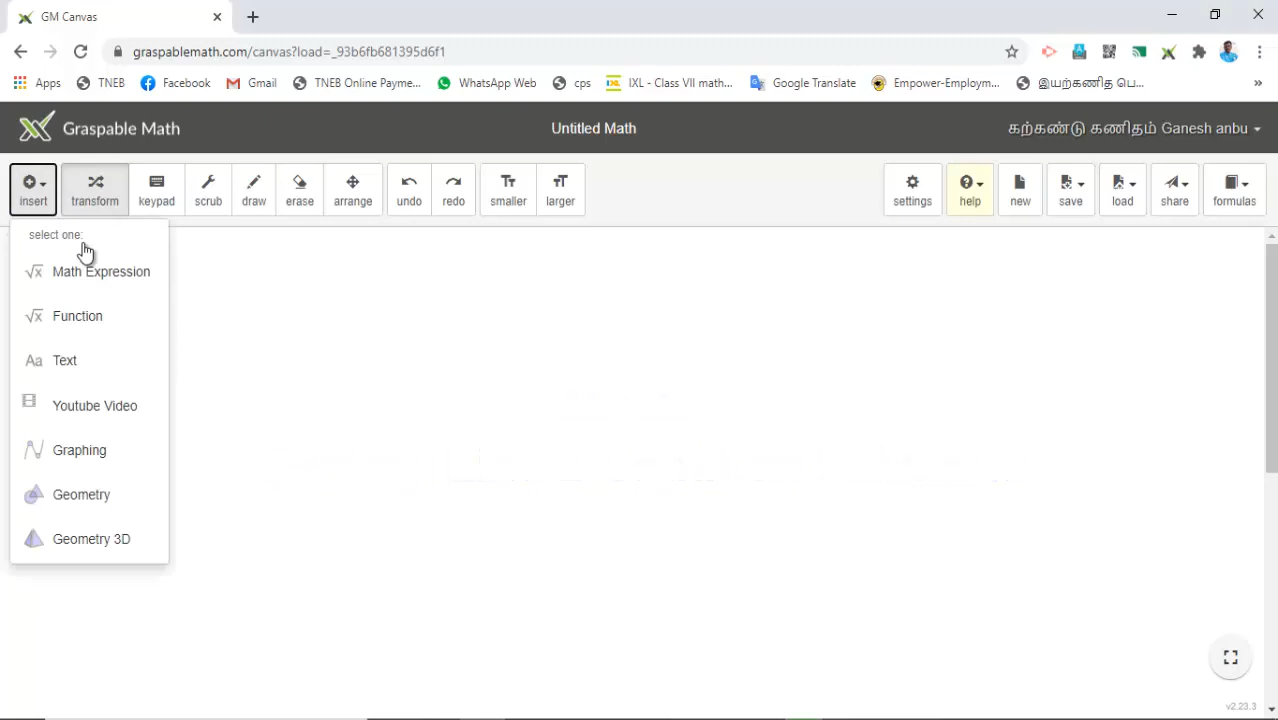 GM Canvas
graspablemath.com/canvas?load=_93b6fb681395d6f1
Apps TNEB Facebook Gmail TNEB Online Payme... WhatsApp Web cps IXL - Class VII math... Google Translate Empower-Employm... இயற்கணித பெ... »
Graspable Math Untitled Math கற்கண்டு கணிதம் Ganesh anbu
insert transform keypad scrub draw erase arrange undo redo smaller larger settings help new save load share formulas
select one:
Math Expression
Function
Aa Text
Youtube Video
Graphing
Geometry
Geometry 3D
v2.23.3